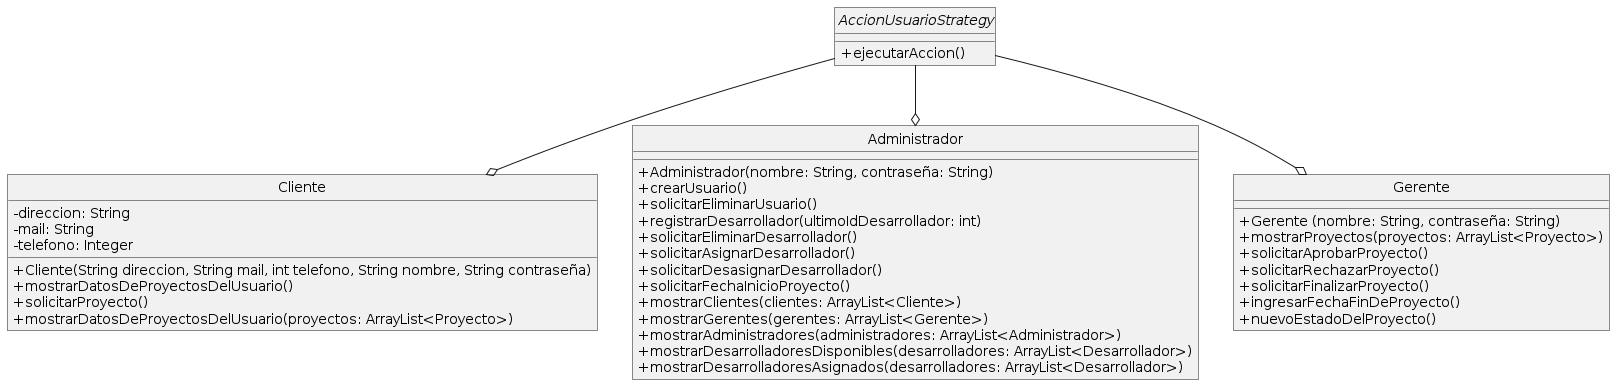 AccionUsuarioStrategy
+ejecutarAccion()
Cliente
-direccion: String
-mail: String
-telefono: Integer
+Cliente(String direccion, String mail, int telefono, String nombre, String contraseña)
+mostrarDatosDeProyectosDelUsuario()
+solicitarProyecto()
+mostrarDatosDeProyectosDelUsuario(proyectos: ArrayList<Proyecto>)
Administrador
+Administrador(nombre: String, contraseña: String)
+crearUsuario()
+solicitarEliminarUsuario()
+registrarDesarrollador(ultimoIdDesarrollador: int)
+solicitarEliminarDesarrollador()
+solicitarAsignarDesarrollador()
+solicitarDesasignarDesarrollador()
+solicitarFechaInicioProyecto()
+mostrarClientes(clientes: ArrayList<Cliente>)
+mostrarGerentes(gerentes: ArrayList<Gerente>)
+mostrarAdministradores(administradores: ArrayList<Administrador>)
+mostrarDesarrolladoresDisponibles(desarrolladores: ArrayList<Desarrollador>)
+mostrarDesarrolladoresAsignados(desarrolladores: ArrayList<Desarrollador>)
Gerente
+Gerente (nombre: String, contraseña: String)
+mostrarProyectos(proyectos: ArrayList<Proyecto>)
+solicitarAprobarProyecto()
+solicitarRechazarProyecto()
+solicitarFinalizarProyecto()
+ingresarFechaFinDeProyecto()
+nuevoEstadoDelProyecto()